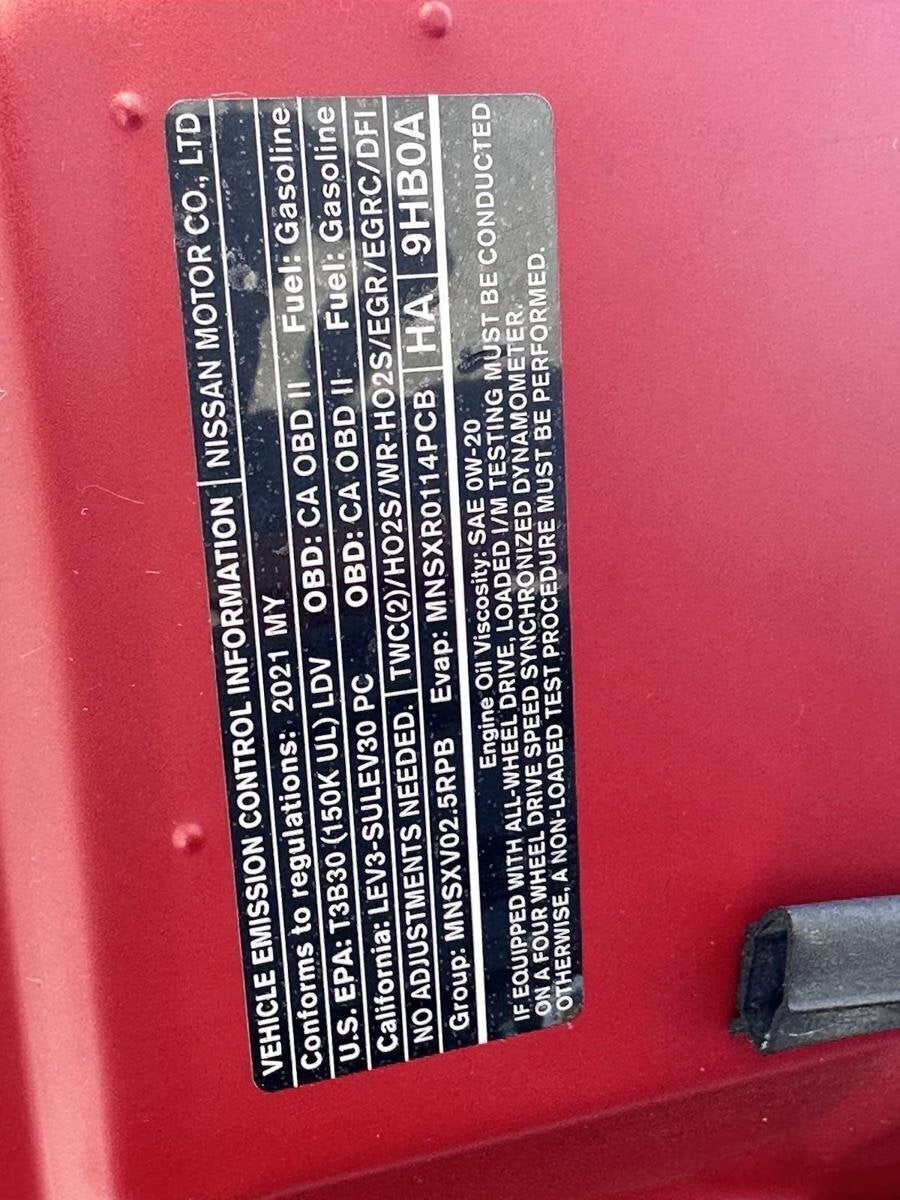 VEHICLE EMISSION CONTROL INFORMATION | NISSAN MOTOR CO., LTD
Conforms to regulations: 2021 MY
U.S. EPA: T3B30 (150K UL) LDV OBD: CA OBD II Fuel: Gasoline
California: LEV3-SULEV30 PC OBD: CA OBD II Fuel: Gasoline
NO ADJUSTMENTS NEEDED. TWC(2)/HO2S/WR-HO2S/EGR/EGRC/DFI
Group: MNSXV02.5RPB Evap: MNSXR0114PCB HA 9HB0A
Engine Oil Viscosity: SAE 0W-20
IF EQUIPPED WITH ALL-WHEEL DRIVE, LOADED I/M TESTING MUST BE CONDUCTED
ON A FOUR WHEEL DRIVE SPEED SYNCHRONIZED DYNAMOMETER.
OTHERWISE, A NON-LOADED TEST PROCEDURE MUST BE PERFORMED.